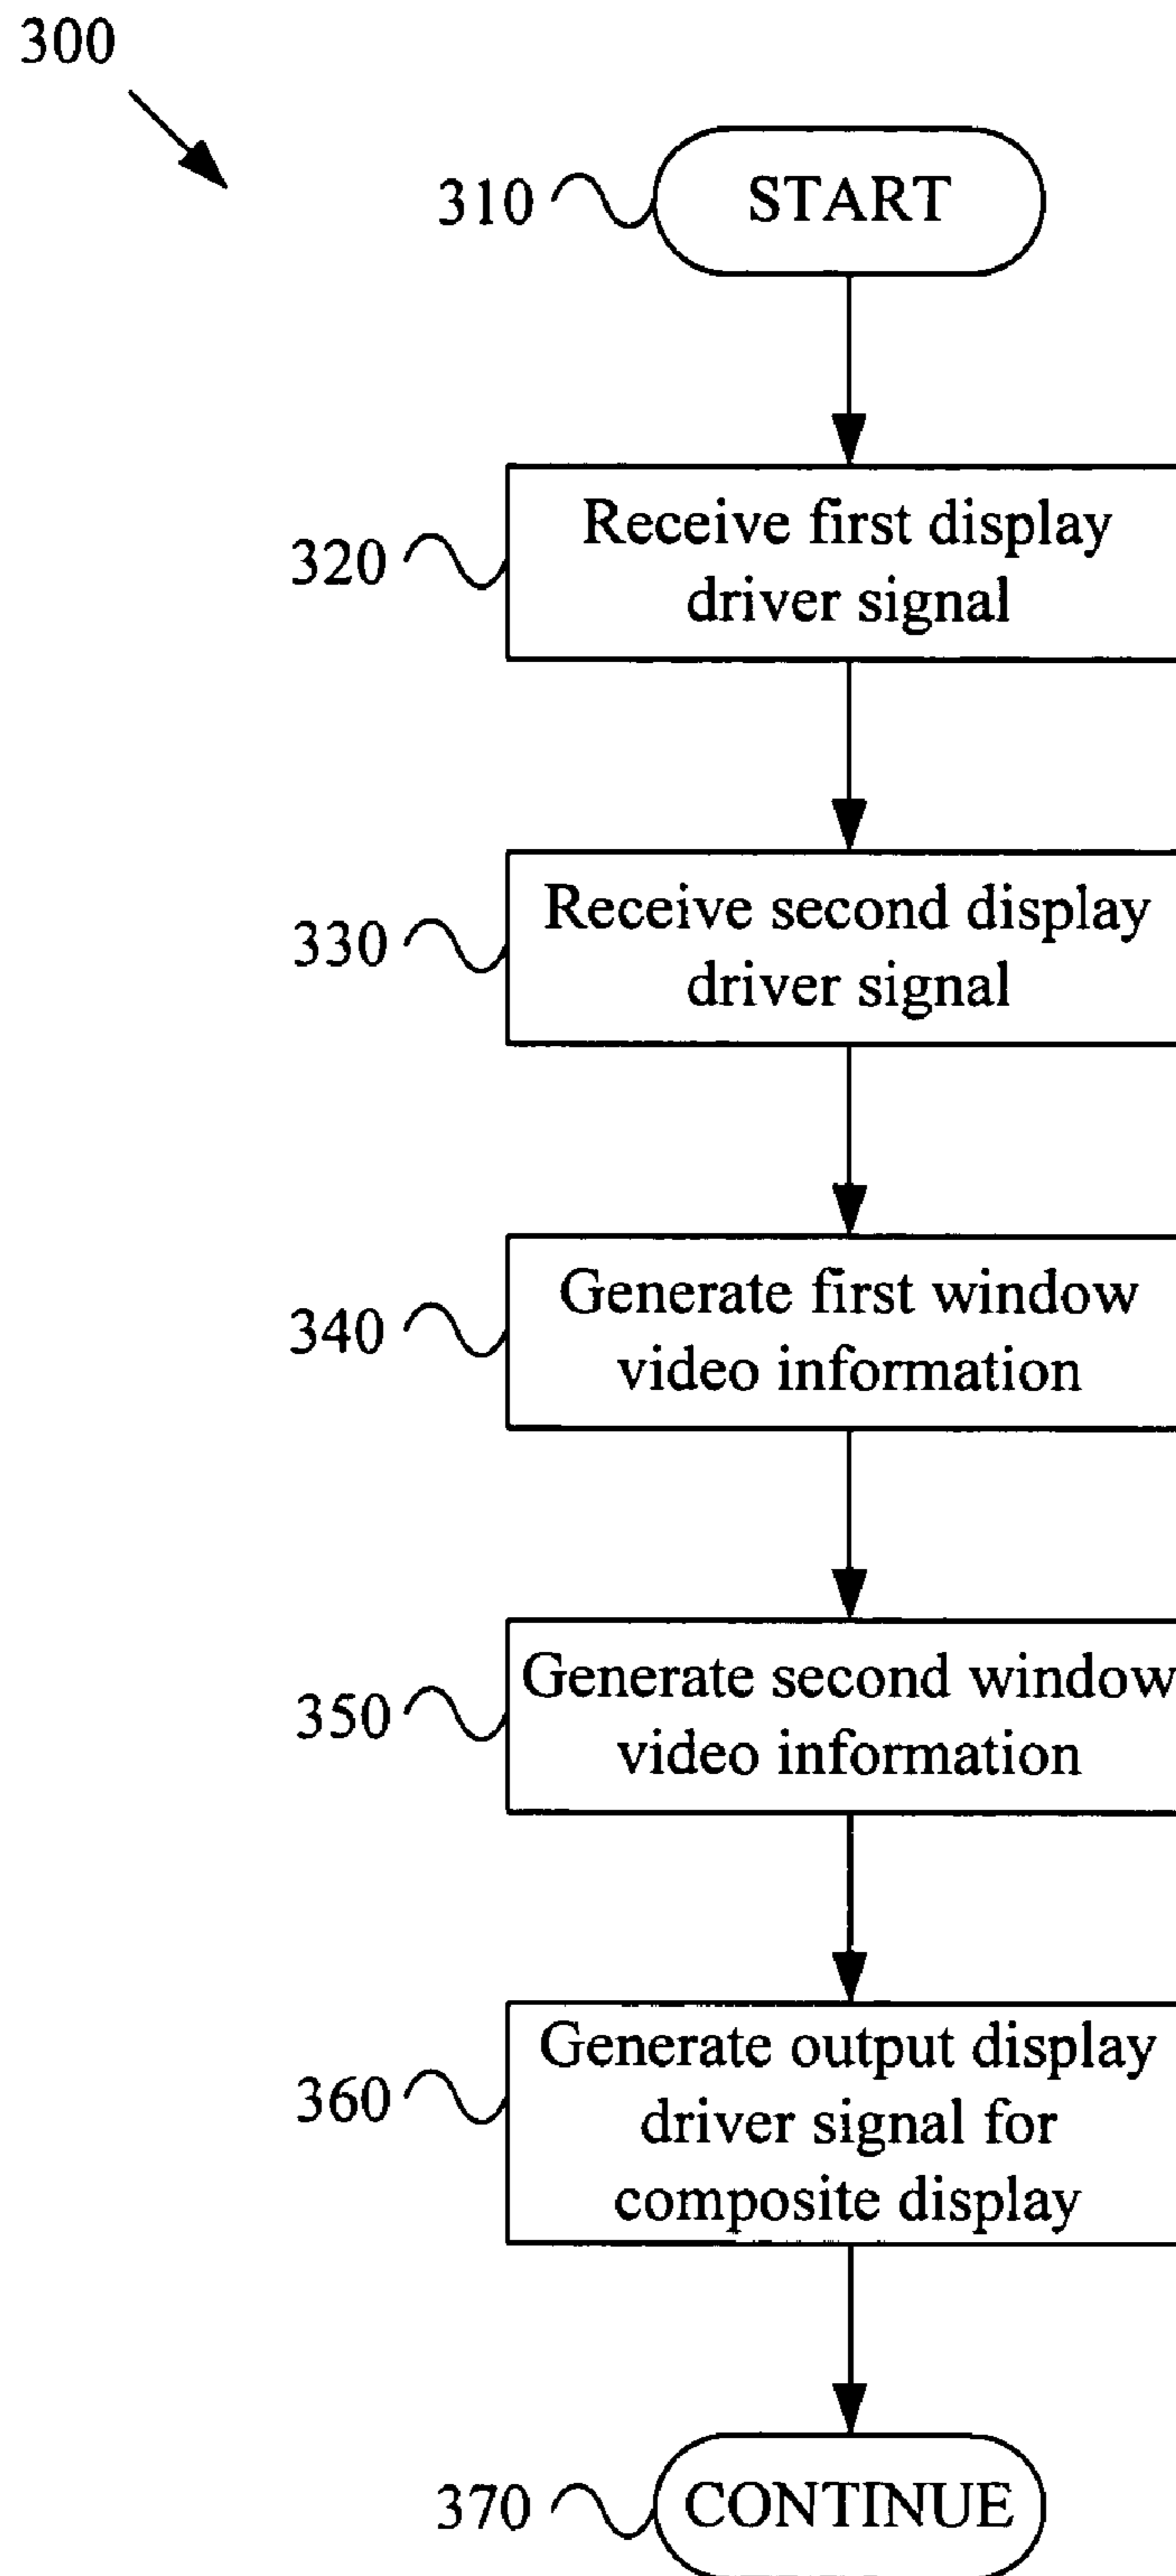 300
310
START
320
Receive first display
driver signal
330
Receive second display
driver signal
340
Generate first window
video information
350
Generate second window
video information
360
Generate output display
driver signal for
composite display
370
CONTINUE